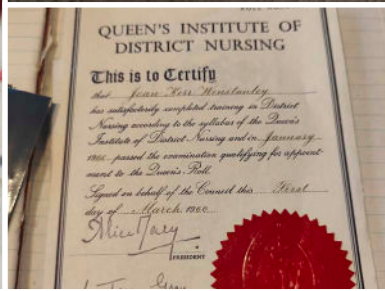 QUEEN'S INSTITUTE OF
DISTRICT NURSING
This is to Certify
that Jean Kerr Winstanley
has satisfactorily completed training in District
Nursing according to the syllabus of the Queen's
Institute of District Nursing and in January
passed the examination qualifying for appoint-
ment to the Queen's Roll.
Signed on behalf of the Council this First
day of March 1960.
Alice Mary
PRESIDENT